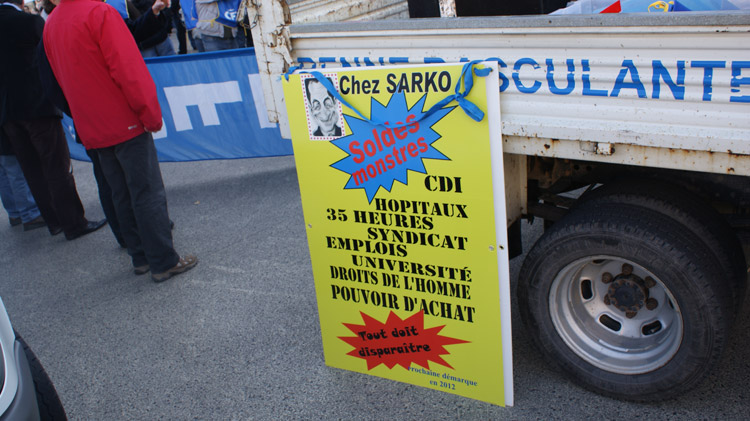 BENNE BASCULANTE
Chez SARKO
Soldes
monstres
CDI
HOPITAUX
35 HEURES
SYNDICAT
EMPLOIS
UNIVERSITÉ
DROITS DE L'HOMME
POUVOIR D'ACHAT
Tout doit
disparaître
Prochaine démarque
en 2012